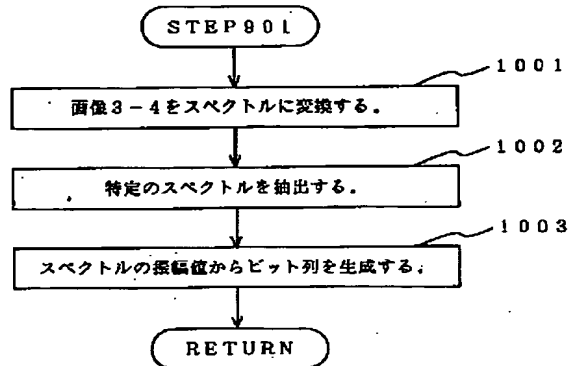 STEP901
1001
画像3-4をスペクトルに変換する。
1002
特定のスペクトルを抽出する。
1003
スペクトルの振幅値からビット列を生成する。
RETURN